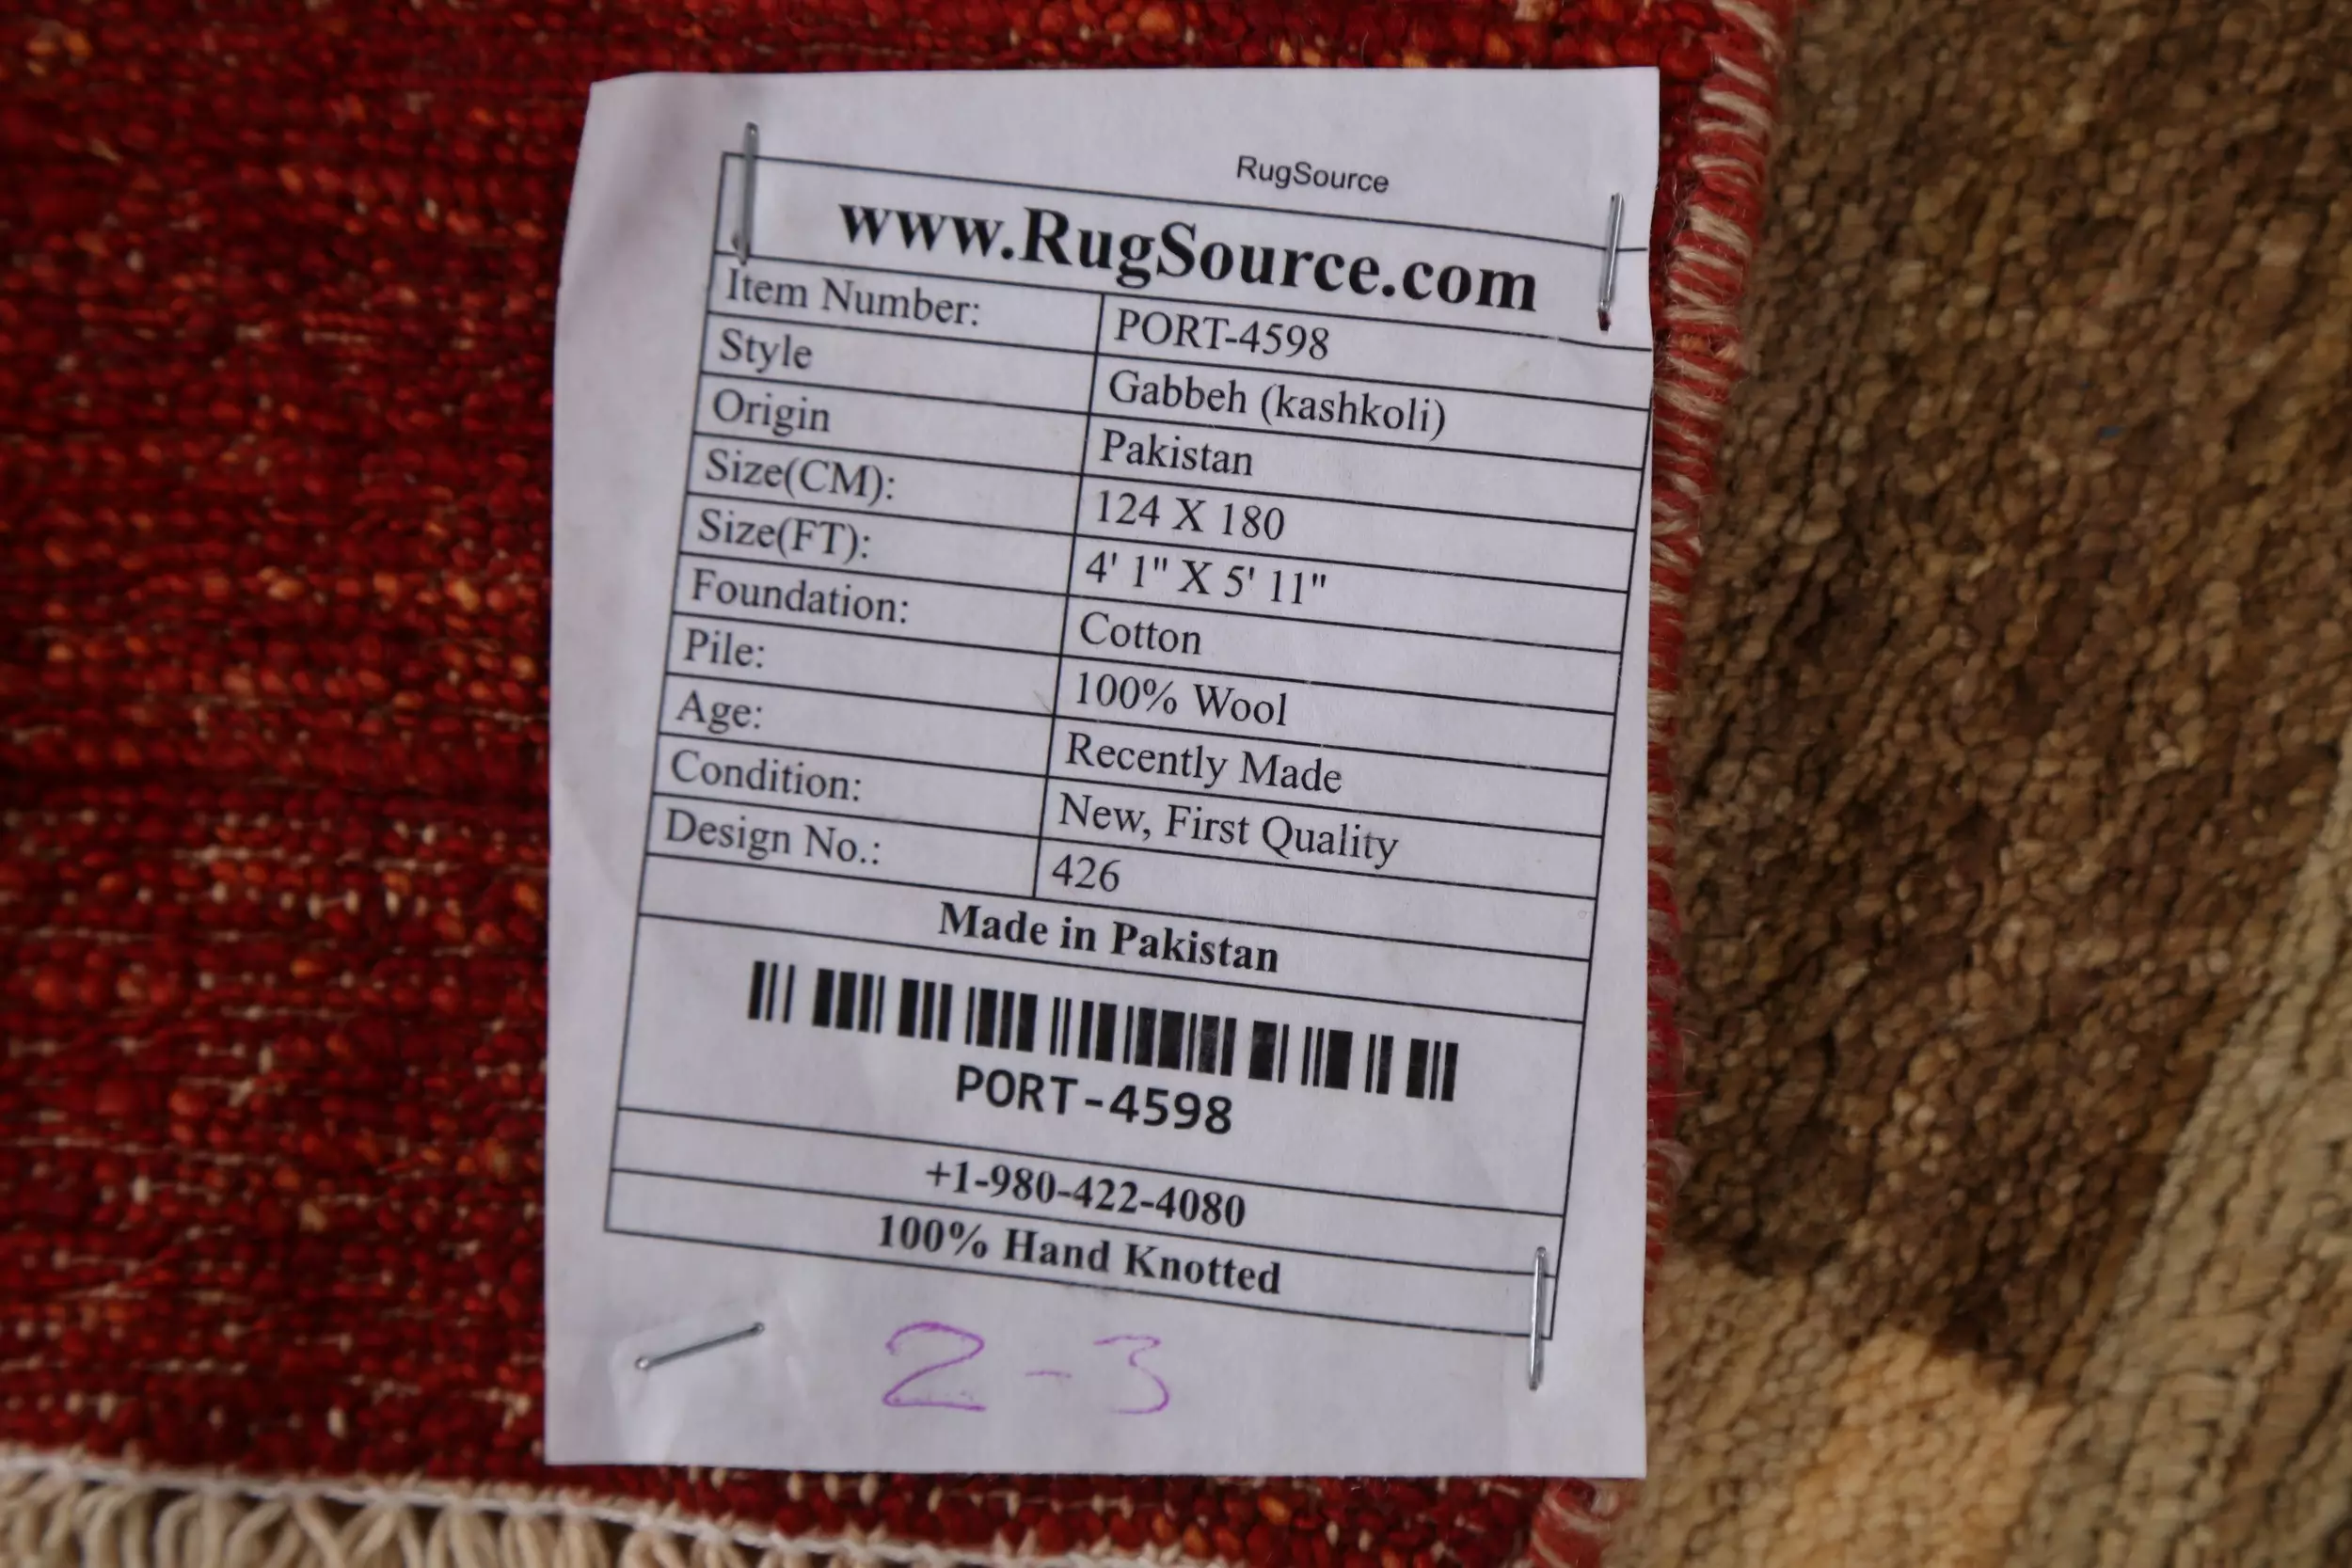 RugSource
www.RugSource.com
Item Number: PORT-4598
Style Gabbeh (kashkoli)
Origin Pakistan
Size(CM): 124 X 180
Size(FT): 4' 1" X 5' 11"
Foundation: Cotton
Pile: 100% Wool
Age: Recently Made
Condition: New, First Quality
Design No.: 426
Made in Pakistan
PORT-4598
+1-980-422-4080
100% Hand Knotted
2-3